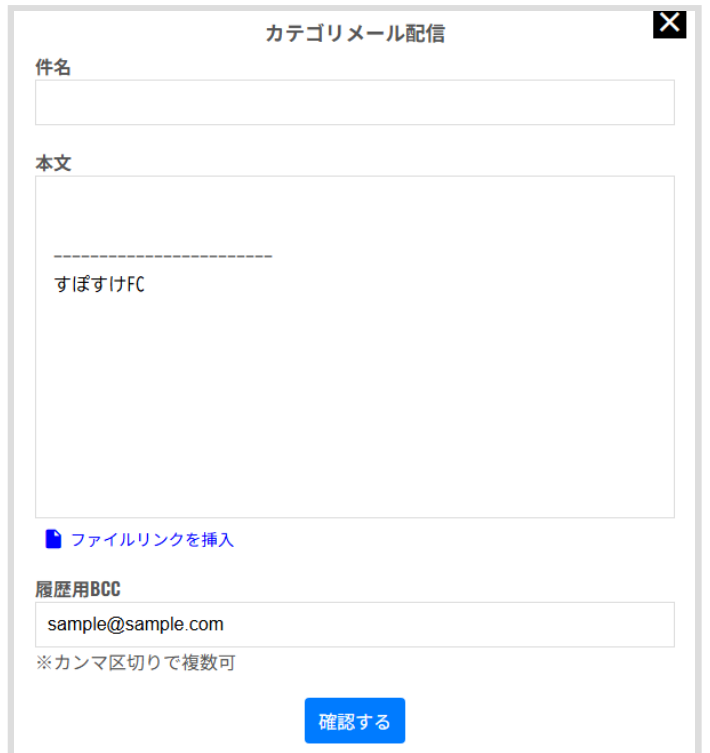 カテゴリメール配信
件名
本文
------------------------
すぽすけFC
ファイルリンクを挿入
履歴用BCC
sample@sample.com
※カンマ区切りで複数可
確認する